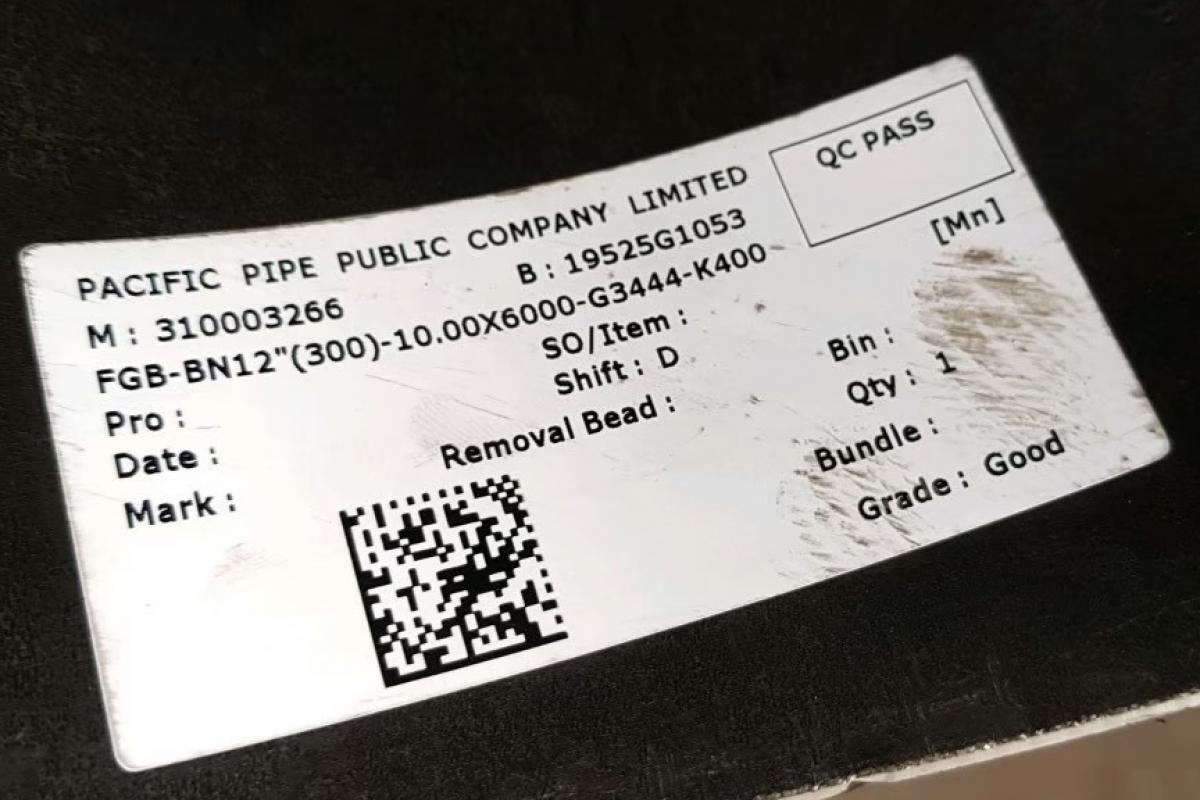 QC PASS
PACIFIC PIPE PUBLIC COMPANY LIMITED
M : 310003266 B : 19525G1053 [Mn]
FGB-BN12"(300)-10.00X6000-G3444-K400
Pro : SO/Item : Bin :
Date : Shift : D Qty : 1
Mark : Removal Bead : Bundle :
Grade : Good